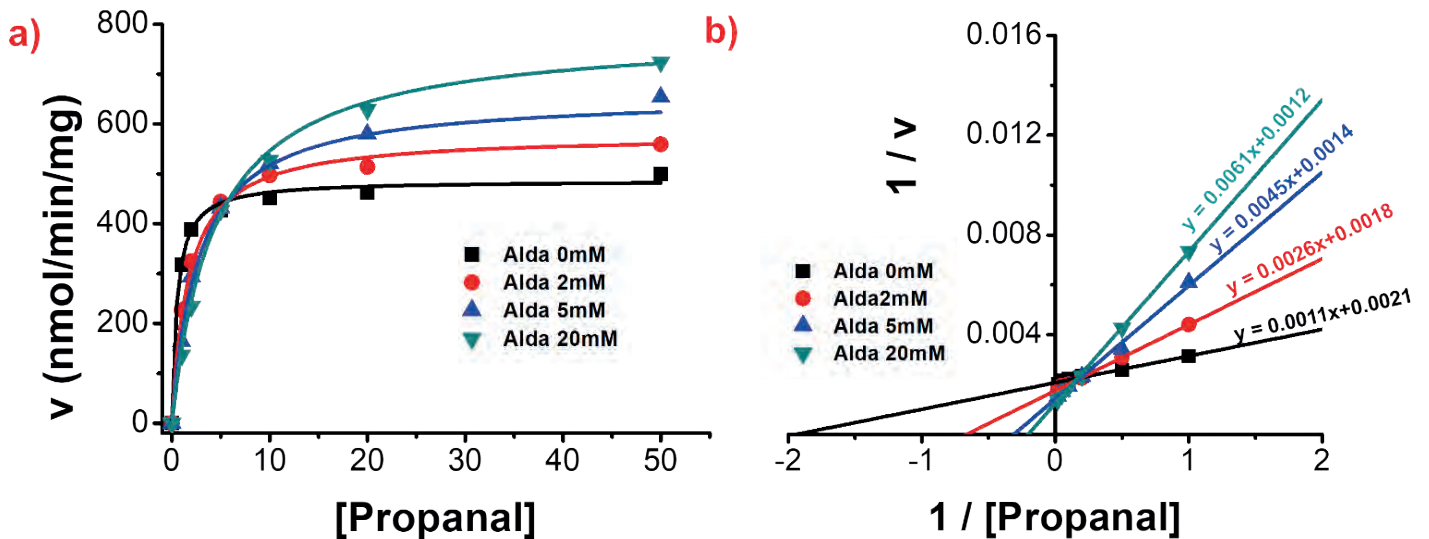 a)
800
600
400
200
0
v (nmol/min/mg)
Alda 0mM
Alda 2mM
Alda 5mM
Alda 20mM
0 10 20 30 40 50
[Propanal]
b)
0.016
0.012
0.008
0.004
1 / v
y = 0.0061x+0.0012
y = 0.0045x+0.0014
y = 0.0026x+0.0018
y = 0.0011x+0.0021
Alda 0mM
Alda2mM
Alda 5mM
Alda 20mM
-2 -1 0 1 2
1 / [Propanal]